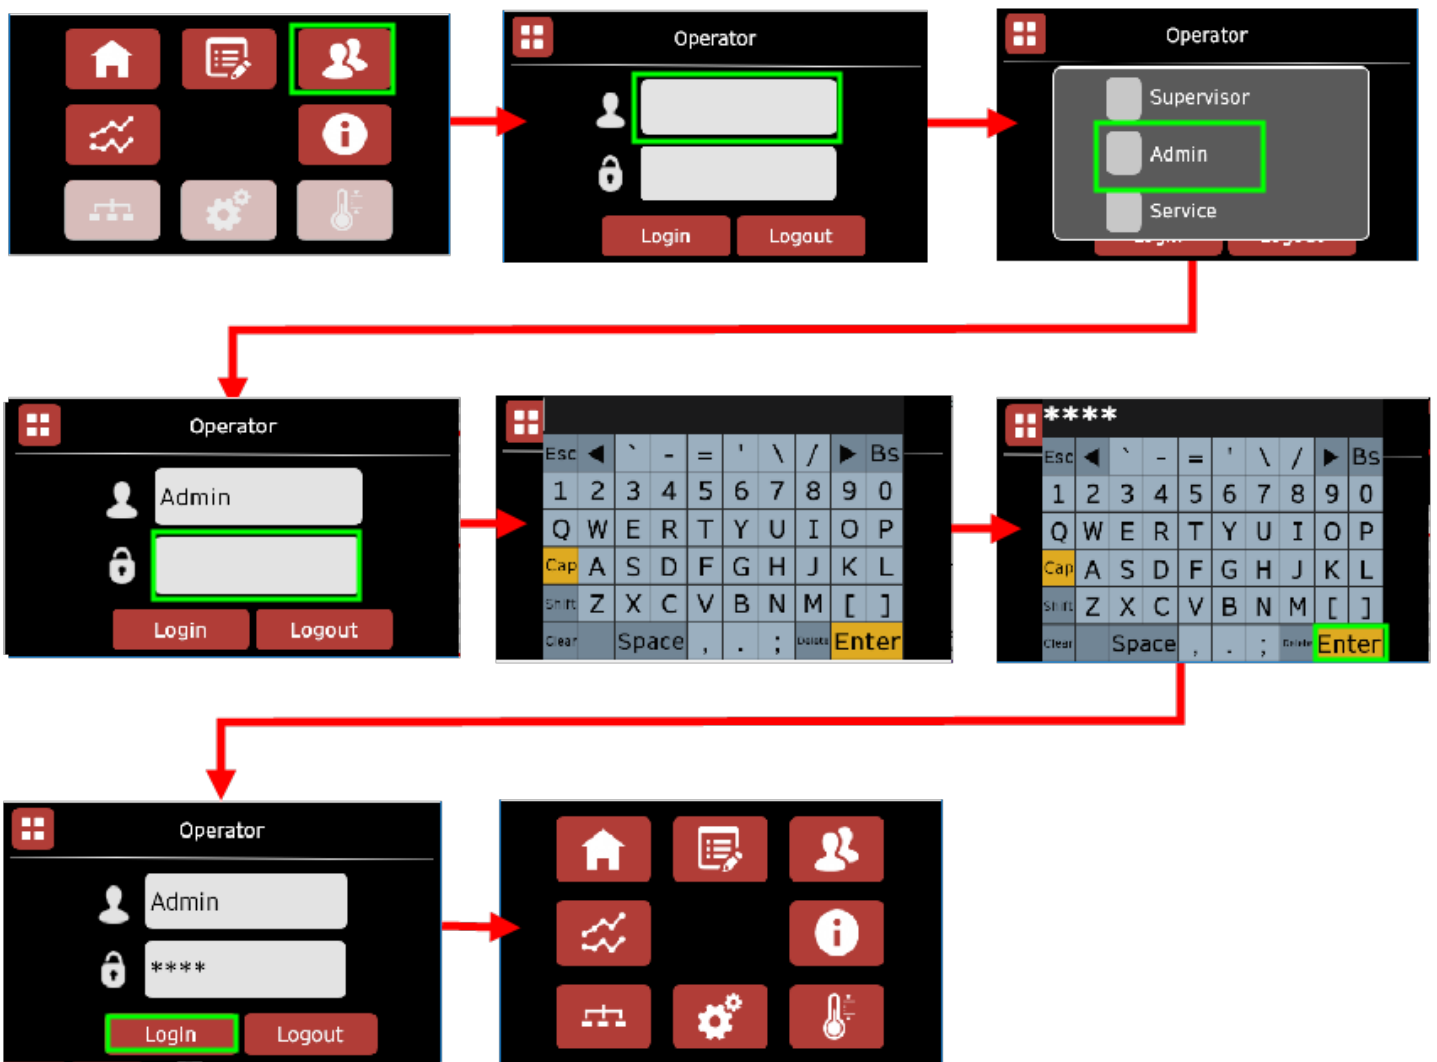 Operator
Login Logout
Operator
Supervisor
Admin
Service
Operator
Admin
Login Logout
Esc ◀ ` - = ' \ / ▶ Bs
1 2 3 4 5 6 7 8 9 0
Q W E R T Y U I O P
Cap A S D F G H J K L
Shift Z X C V B N M [ ]
Clear Space , . ; Delete Enter
****
Esc ◀ ` - = ' \ / ▶ Bs
1 2 3 4 5 6 7 8 9 0
Q W E R T Y U I O P
Cap A S D F G H J K L
Shift Z X C V B N M [ ]
Clear Space , . ; Delete Enter
Operator
Admin
****
LogIn Logout